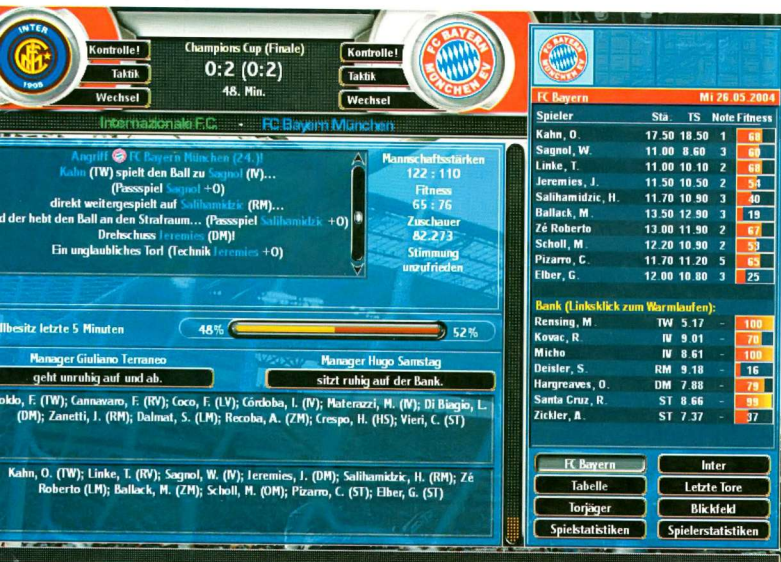 INTER
1908
Kontrolle!
Taktik
Wechsel
Champions Cup (Finale)
0:2 (0:2)
48. Min.
Kontrolle!
Taktik
Wechsel
FC BAYERN
MÜNCHEN EV
Internazionale F.C. - FC Bayern München
Angriff FC Bayern München (24.)!
Kahn (TW) spielt den Ball zu Sagnol (IV)...
(Passspiel Sagnol +0)
direkt weitergespielt auf Salihamidzic (RM)...
d der hebt den Ball an den Strafraum... (Passspiel Salihamidzic +0)
Drehschuss Jeremies (DM)!
Ein unglaubliches Tor! (Technik Jeremies +0)
Mannschaftsstärken
122 : 110
Fitness
65 : 76
Zuschauer
82.273
Stimmung
unzufrieden
llbesitz letzte 5 Minuten 48% 52%
Manager Giuliano Terraneo
geht unruhig auf und ab.
Manager Hugo Samstag
sitzt ruhig auf der Bank.
oldo, F. (TW); Cannavaro, F. (RV); Coco, F. (LV); Córdoba, I. (IV); Materazzi, M. (IV); Di Biagio, L.
(DM); Zanetti, J. (RM); Dalmat, S. (LM); Recoba, A. (ZM); Crespo, H. (HS); Vieri, C. (ST)
Kahn, O. (TW); Linke, T. (RV); Sagnol, W. (IV); Jeremies, J. (DM); Salihamidzic, H. (RM); Zé
Roberto (LM); Ballack, M. (ZM); Scholl, M. (OM); Pizarro, C. (ST); Elber, G. (ST)
FC Bayern Mi 26.05.2004
Spieler Stä. TS Note Fitness
Kahn, O. 17.50 18.50 1 68
Sagnol, W. 11.00 8.60 3 60
Linke, T. 11.00 10.10 2 68
Jeremies, J. 11.50 10.50 2 54
Salihamidzic, H. 11.70 10.90 3 40
Ballack, M. 13.50 12.90 3 19
Zé Roberto 13.00 11.90 2 67
Scholl, M. 12.20 10.90 2 53
Pizarro, C. 11.70 11.20 5 65
Elber, G. 12.00 10.80 3 25
Bank (Linksklick zum Warmlaufen):
Rensing, M. TW 5.17 - 100
Kovac, R. IV 9.01 - 70
Micho IV 8.61 - 100
Deisler, S. RM 9.18 - 16
Hargreaves, O. DM 7.88 - 79
Santa Cruz, R. ST 8.66 - 99
Zickler, A. ST 7.37 - 37
FC Bayern Inter
Tabelle Letzte Tore
Torjäger Blickfeld
Spielstatistiken Spielerstatistiken